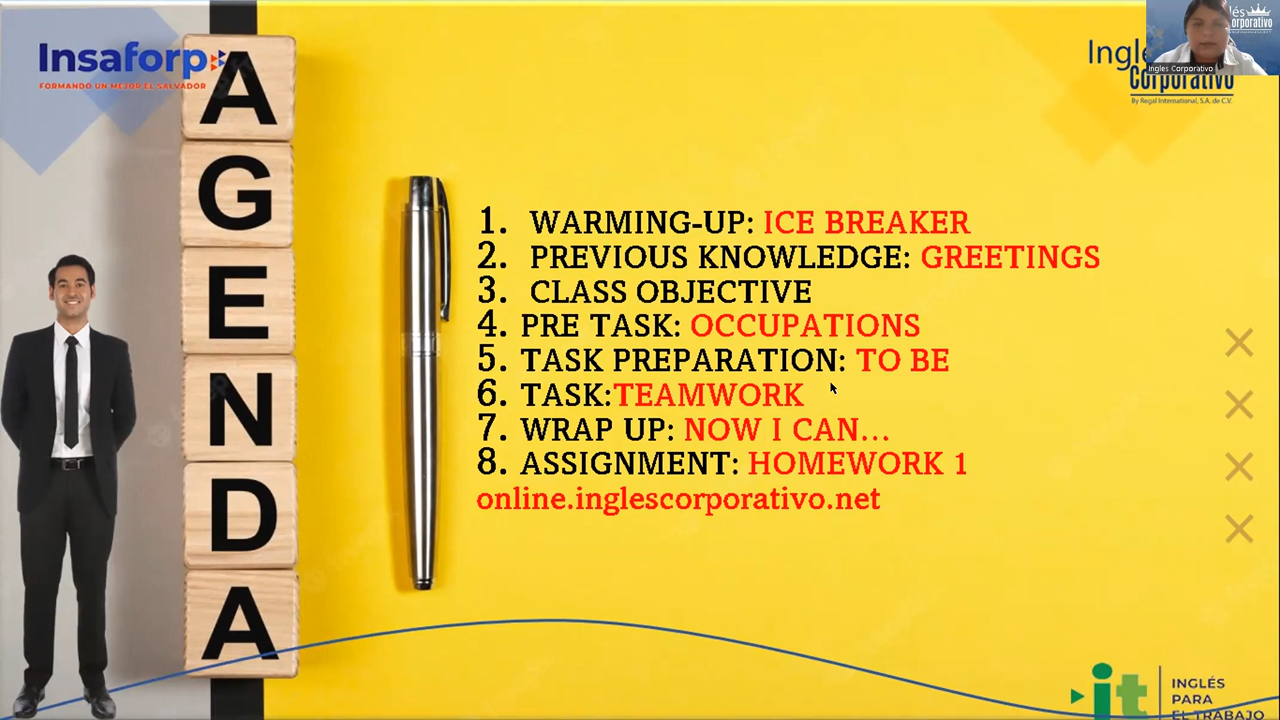 Insaforp
FORMANDO UN MEJOR EL SALVADOR
AGENDA
1. WARMING-UP: ICE BREAKER
2. PREVIOUS KNOWLEDGE: GREETINGS
3. CLASS OBJECTIVE
4. PRE TASK: OCCUPATIONS
5. TASK PREPARATION: TO BE
6. TASK:TEAMWORK
7. WRAP UP: NOW I CAN...
8. ASSIGNMENT: HOMEWORK 1
online.inglescorporativo.net
Ingles Corporativo
corporativo
By Regal International, S.A. de C.V.
it
INGLÉS
PARA
EL TRABAJO